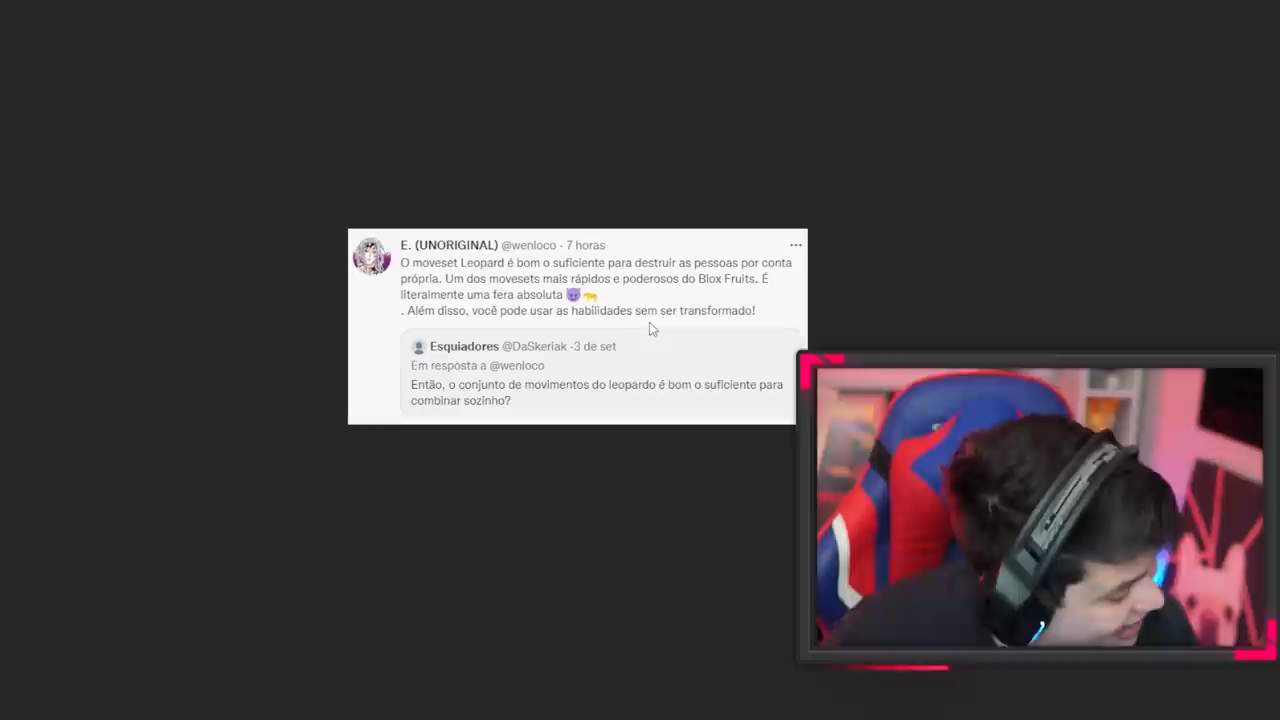 E. (UNORIGINAL) @wenloco · 7 horas
O moveset Leopard é bom o suficiente para destruir as pessoas por conta
própria. Um dos movesets mais rápidos e poderosos do Blox Fruits. É
literalmente uma fera absoluta 😈🐆
. Além disso, você pode usar as habilidades sem ser transformado!
Esquiadores @DaSkeriak -3 de set
Em resposta a @wenloco
Então, o conjunto de movimentos do leopardo é bom o suficiente para
combinar sozinho?